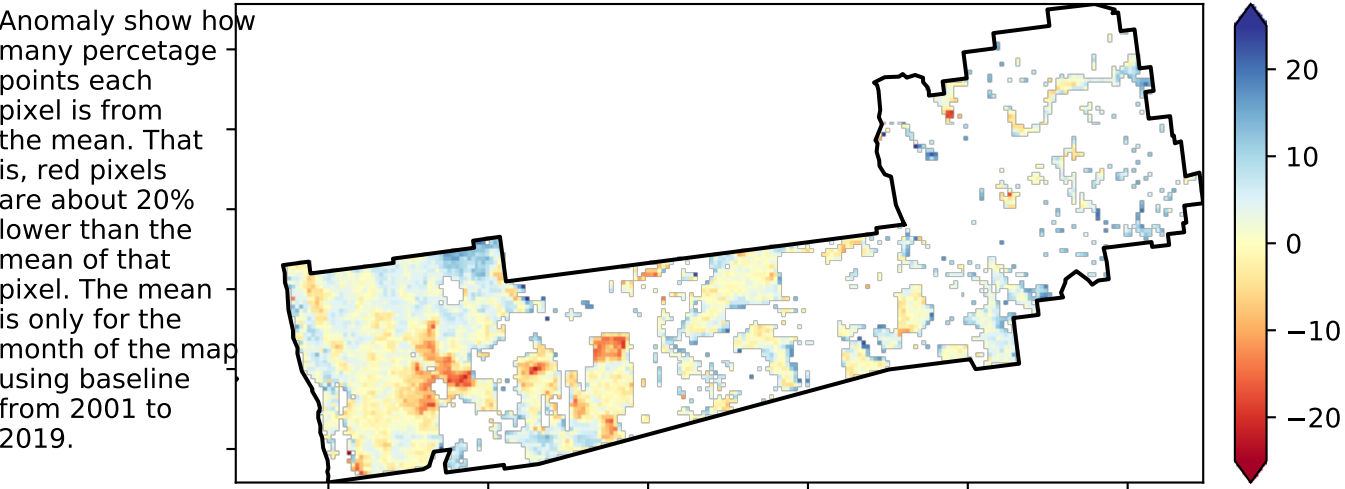 Anomaly show how
many percetage
points each
pixel is from
the mean. That
is, red pixels
are about 20%
lower than the
mean of that
pixel. The mean
is only for the
month of the map
using baseline
from 2001 to
2019.
20
10
0
−10
−20